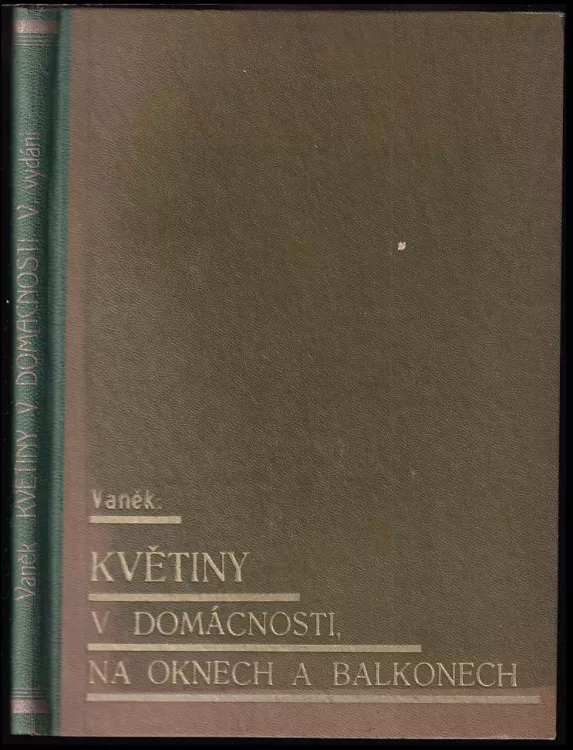 Vaněk:
KVĚTINY
V DOMÁCNOSTI,
NA OKNECH A BALKONECH
Vaněk KVĚTINY V DOMÁCNOSTI V. vydání